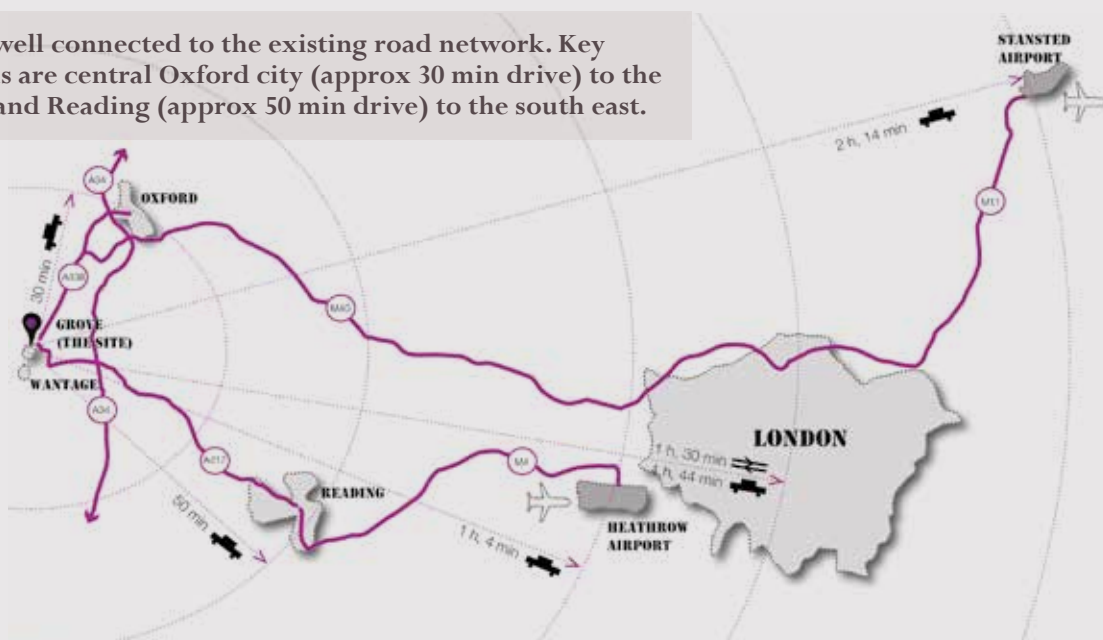 well connected to the existing road network. Key
s are central Oxford city (approx 30 min drive) to the
and Reading (approx 50 min drive) to the south east.
STANSTED
AIRPORT
2 h, 14 min
A34
OXFORD
M11
30 min
A338
M40
GROVE
(THE SITE)
WANTAGE
A34
LONDON
1 h, 30 min
1 h, 44 min
A417
M4
READING
50 min
1 h, 4 min
HEATHROW
AIRPORT